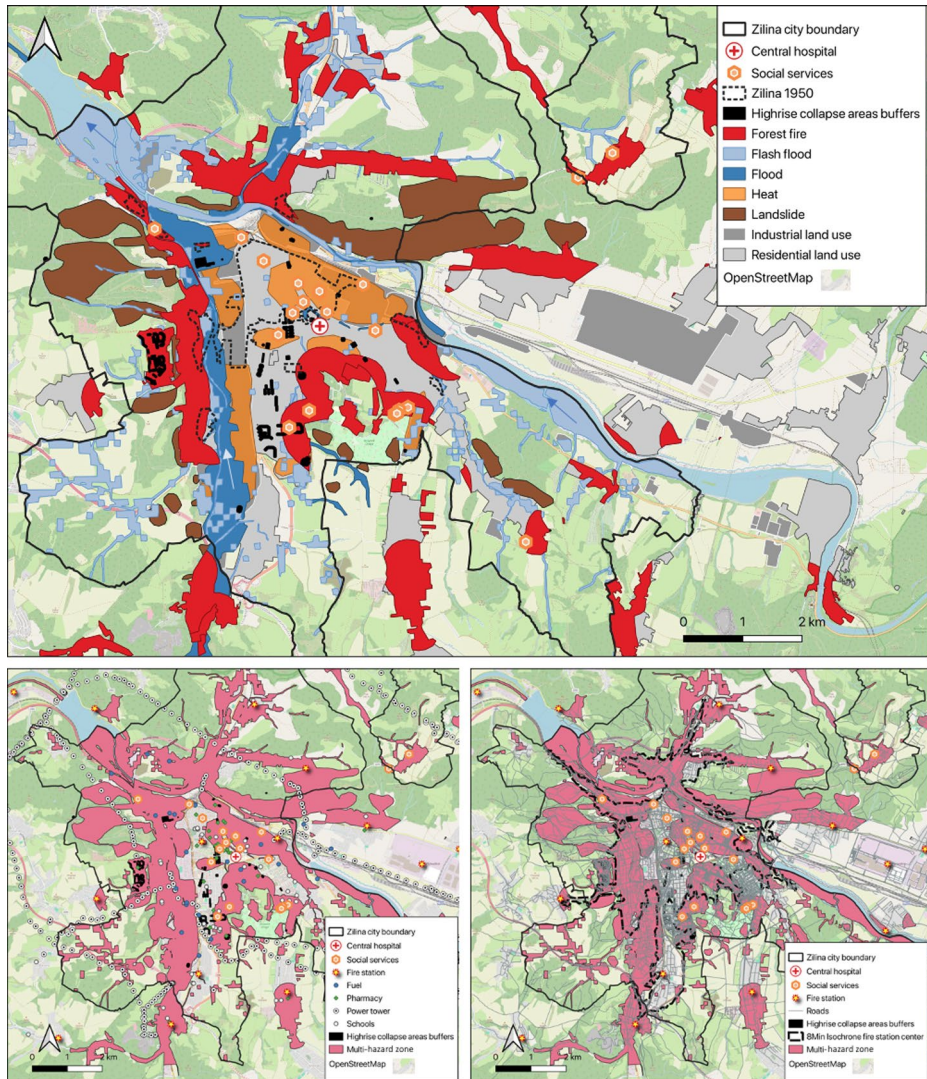 Zilina city boundary
Central hospital
Social services
Zilina 1950
Highrise collapse areas buffers
Forest fire
Flash flood
Flood
Heat
Landslide
Industrial land use
Residential land use
OpenStreetMap
0 1 2 km
Zilina city boundary
Central hospital
Social services
Fire station
Fuel
Pharmacy
Power tower
Schools
Highrise collapse areas buffers
Multi-hazard zone
OpenStreetMap
0 1 2 km
Zilina city boundary
Central hospital
Social services
Fire station
Roads
Highrise collapse areas buffers
8Min Isochrone fire station center
Multi-hazard zone
OpenStreetMap
0 1 2 km